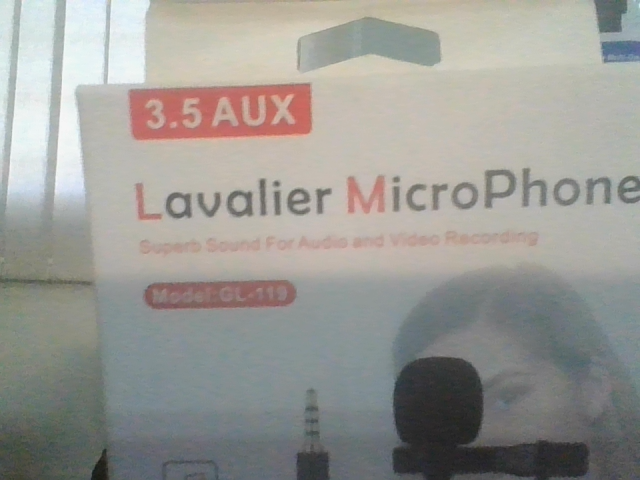 3.5 AUX
Lavalier MicroPhone
Superb Sound For Audio and Video Recording
Model:GL-119